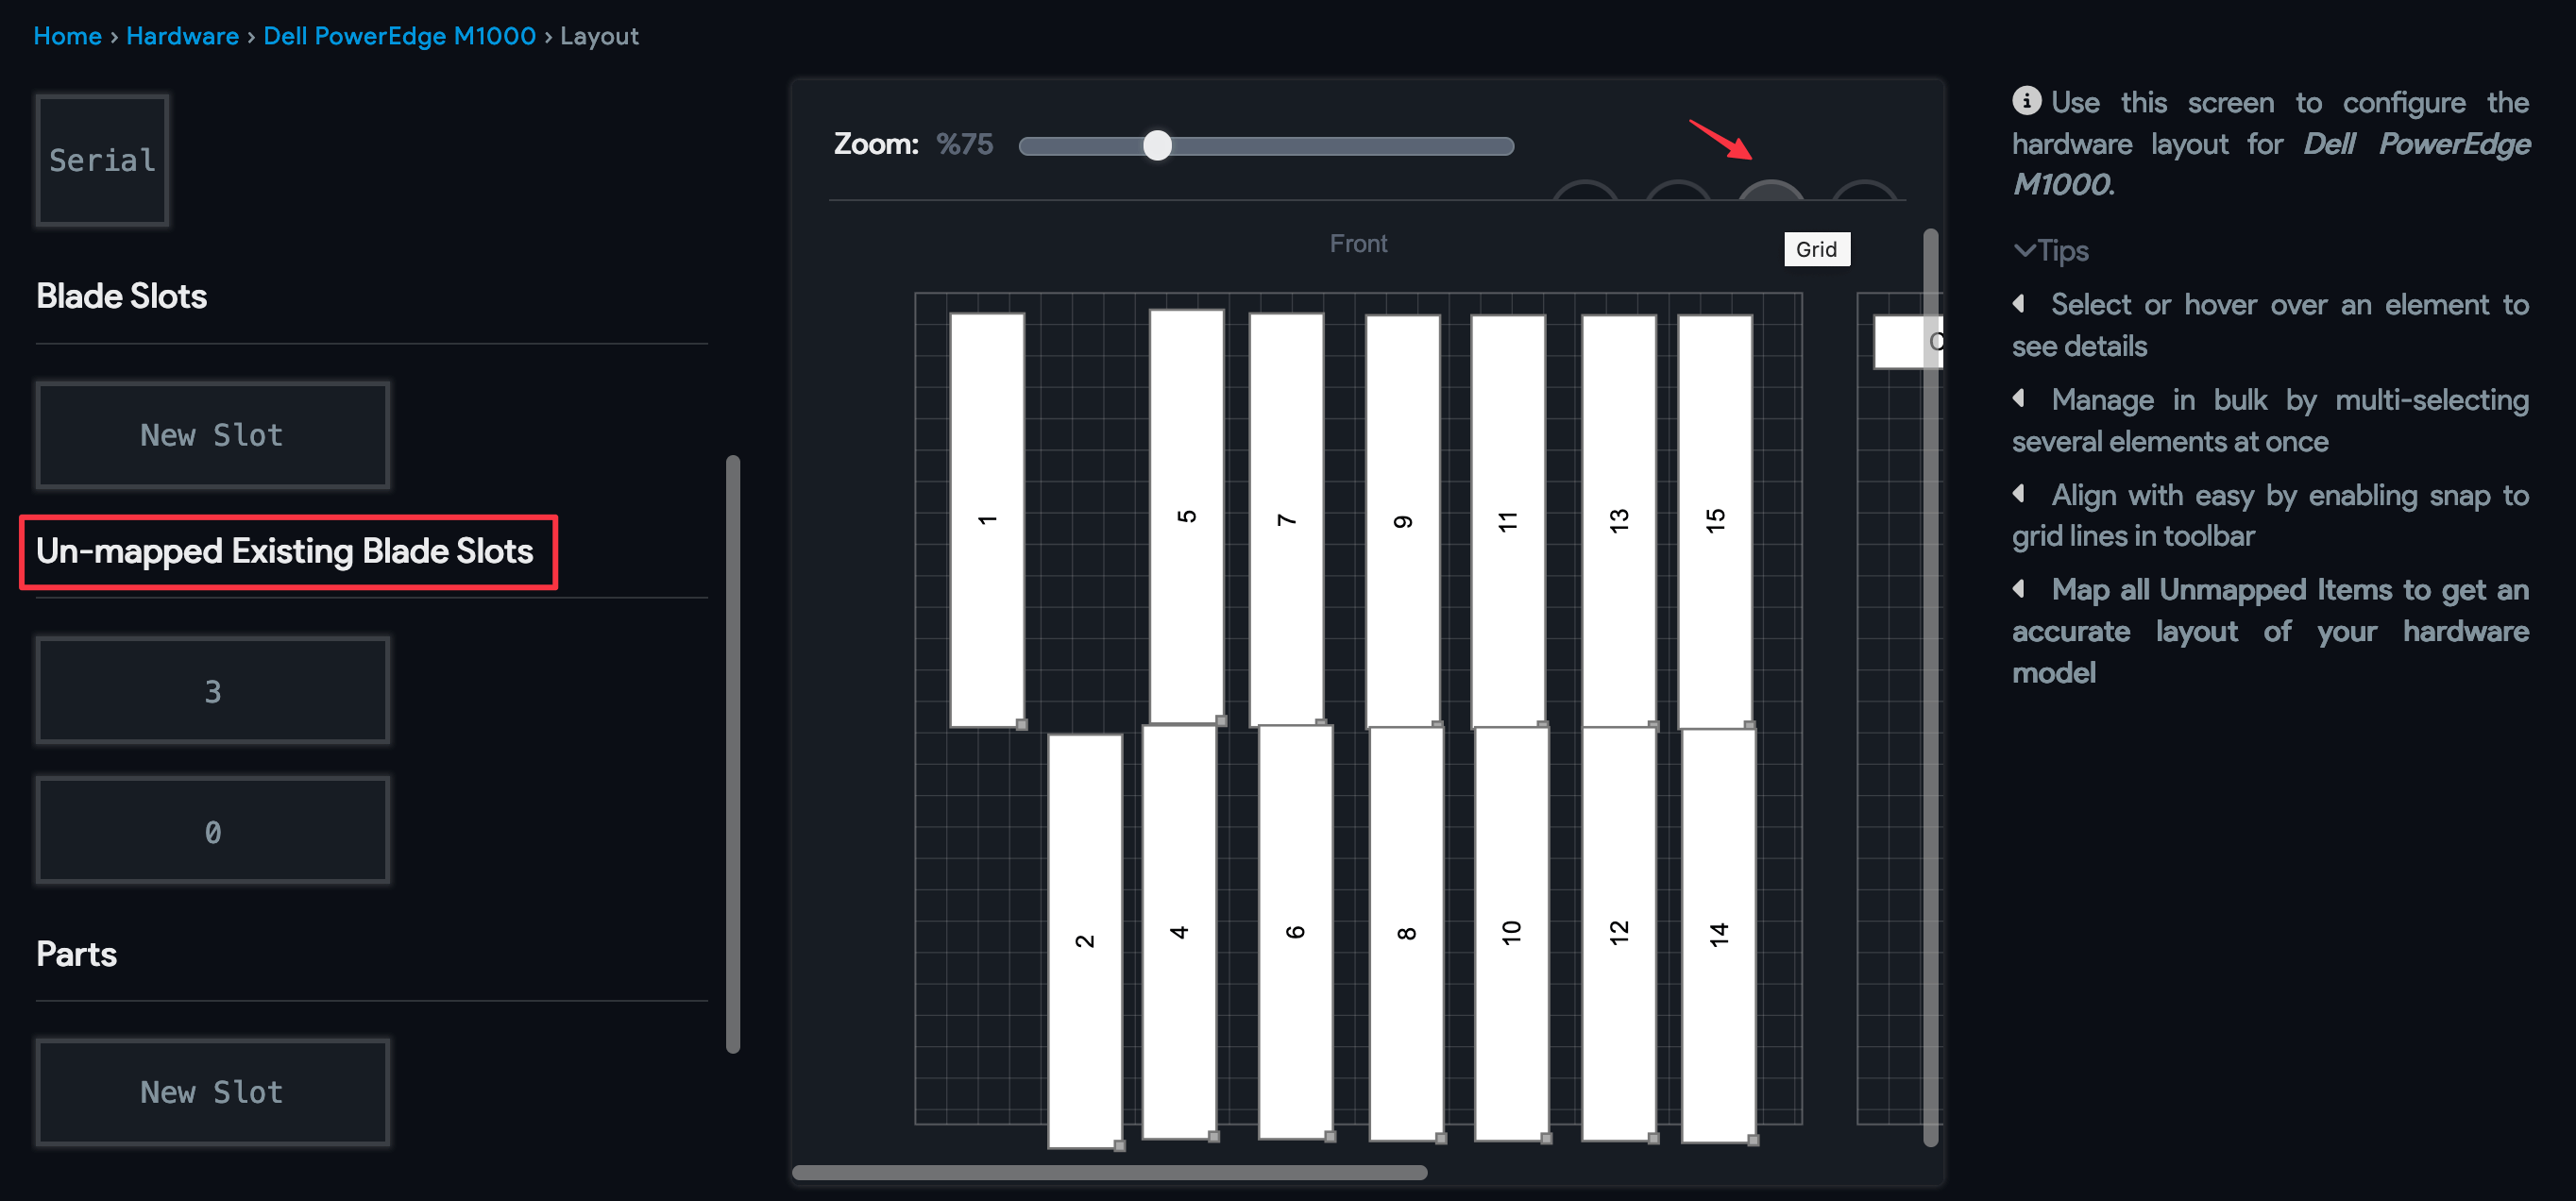 Home › Hardware › Dell PowerEdge M1000 › Layout
Serial
Blade Slots
New Slot
Un-mapped Existing Blade Slots
3
0
Parts
New Slot
Zoom: %75
Front
Grid
1
5
7
9
11
13
15
2
4
6
8
10
12
14
Use this screen to configure the
hardware layout for Dell PowerEdge
M1000.
Tips
Select or hover over an element to
see details
Manage in bulk by multi-selecting
several elements at once
Align with easy by enabling snap to
grid lines in toolbar
Map all Unmapped Items to get an
accurate layout of your hardware
model